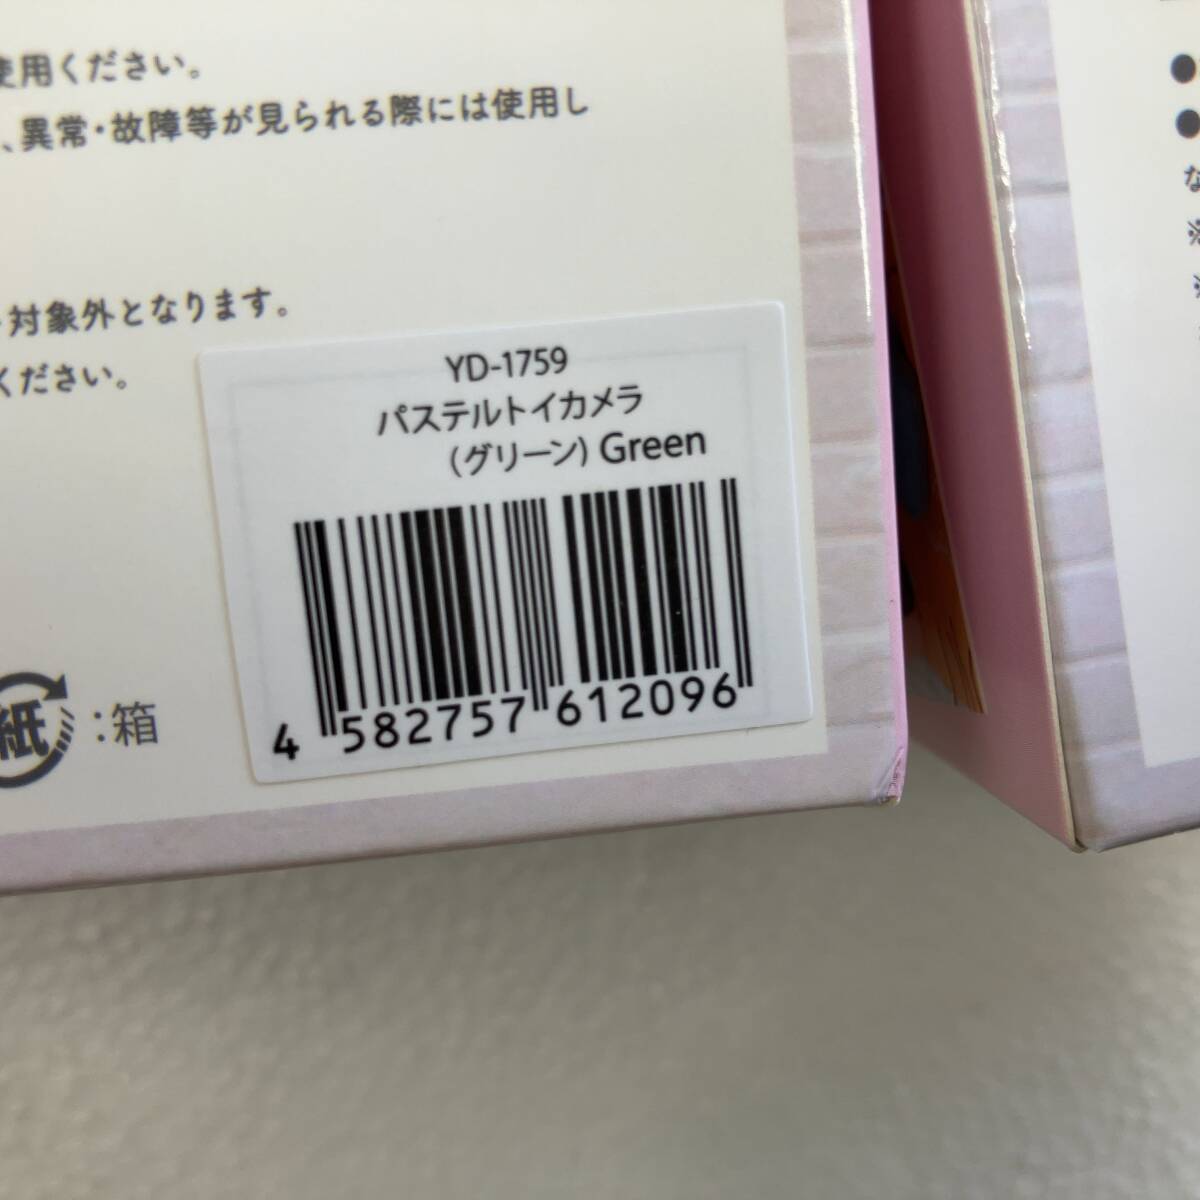 使用ください。
、異常・故障等が見られる際には使用し
対象外となります。
ください。
YD-1759
パステルトイカメラ
(グリーン) Green
4 582757 612096
紙 :箱
●
●
な
※
※